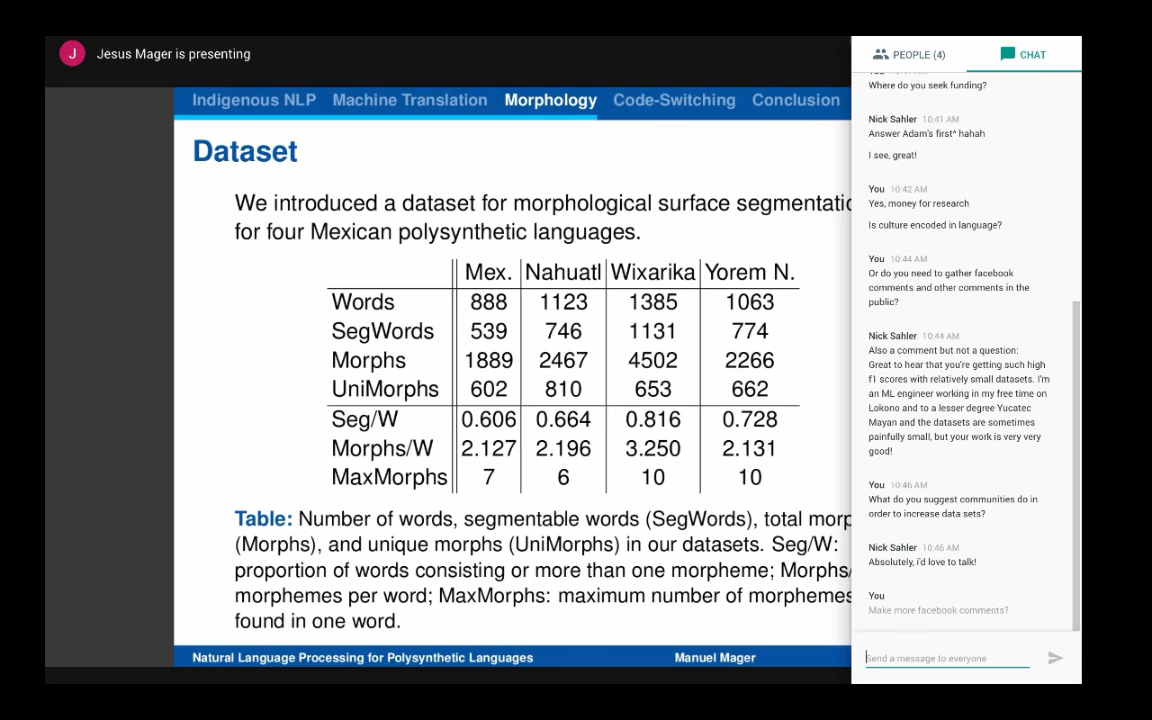 J
Jesus Mager is presenting
PEOPLE (4)
CHAT
Indigenous NLP Machine Translation Morphology Code-Switching Conclusion
Dataset
We introduced a dataset for morphological surface
for four Mexican polysynthetic languages.
Mex. Nahuatl Wixarika Yorem N.
Words 888 1123 1385 1063
SegWords 539 746 1131 774
Morphs 1889 2467 4502 2266
UniMorphs 602 810 653 662
Seg/W 0.606 0.664 0.816 0.728
Morphs/W 2.127 2.196 3.250 2.131
MaxMorphs 7 6 10 10
Table: Number of words, segmentable words (SegWords), total
(Morphs), and unique morphs (UniMorphs) in our datasets. Seg/W:
proportion of words consisting or more than one morpheme;
morphemes per word; MaxMorphs: maximum number of morphemes
found in one word.
Natural Language Processing for Polysynthetic Languages Manuel Mager
Where do you seek funding?
Nick Sahler 10:41 AM
Answer Adam's first^ hahah
I see, great!
You 10:42 AM
Yes, money for research
Is culture encoded in language?
You 10:44 AM
Or do you need to gather facebook
comments and other comments in the
public?
Nick Sahler 10:44 AM
Also a comment but not a question:
Great to hear that you're getting such high
f1 scores with relatively small datasets. I'm
an ML engineer working in my free time on
Lokono and to a lesser degree Yucatec
Mayan and the datasets are sometimes
painfully small, but your work is very very
good!
You 10:46 AM
What do you suggest communities do in
order to increase data sets?
Nick Sahler 10:46 AM
Absolutely, i'd love to talk!
You
Make more facebook comments?
Send a message to everyone